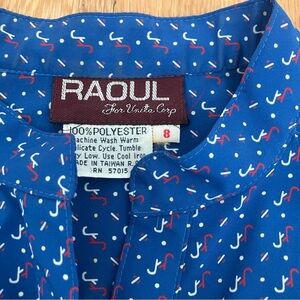 RAOUL
For Unita Corp
100% POLYESTER
Machine Wash Warm
Delicate Cycle. Tumble
Dry Low. Use Cool Iron
MADE IN TAIWAN R.
RN 57015
8